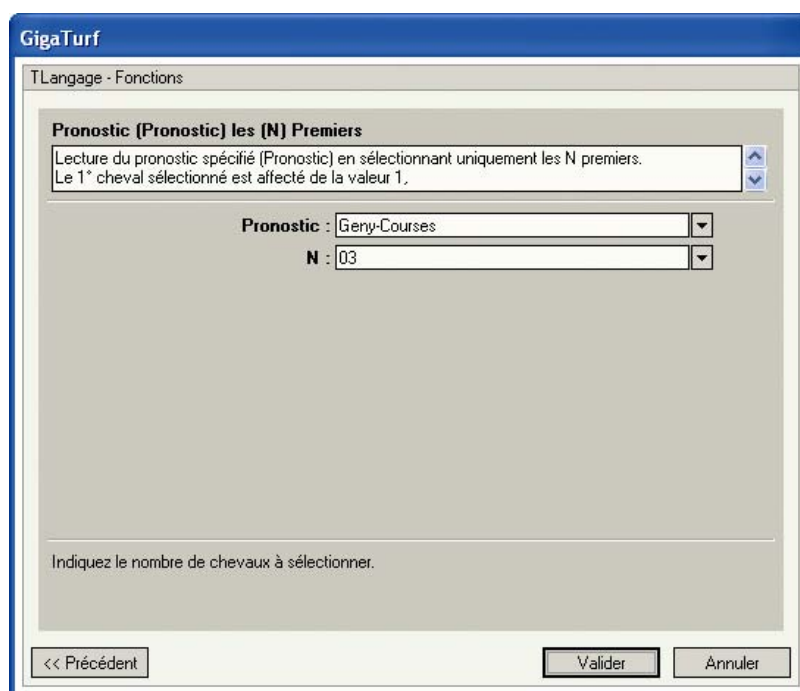 GigaTurf
TLangage - Fonctions
Pronostic (Pronostic) les (N) Premiers
Lecture du pronostic spécifié (Pronostic) en sélectionnant uniquement les N premiers.
Le 1° cheval sélectionné est affecté de la valeur 1,
Pronostic : Geny-Courses
N : 03
Indiquez le nombre de chevaux à sélectionner.
<< Précédent Valider Annuler